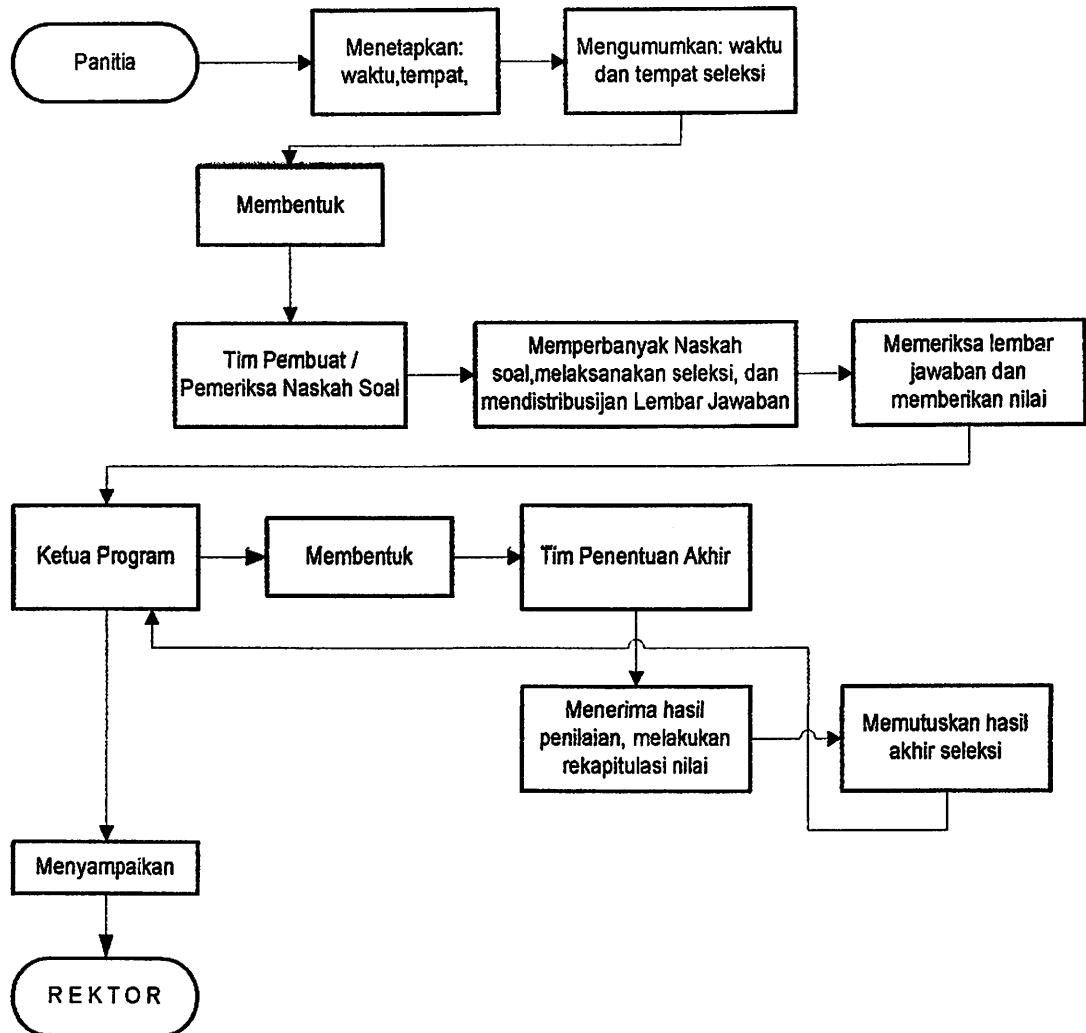 Panitia
Menetapkan:
waktu,tempat,
Mengumumkan: waktu
dan tempat seleksi
Membentuk
Tim Pembuat /
Pemeriksa Naskah Soal
Memperbanyak Naskah
soal,melaksanakan seleksi, dan
mendistribusijan Lembar Jawaban
Memeriksa lembar
jawaban dan
memberikan nilai
Ketua Program
Membentuk
Tim Penentuan Akhir
Menerima hasil
penilaian, melakukan
rekapitulasi nilai
Memutuskan hasil
akhir seleksi
Menyampaikan
REKTOR